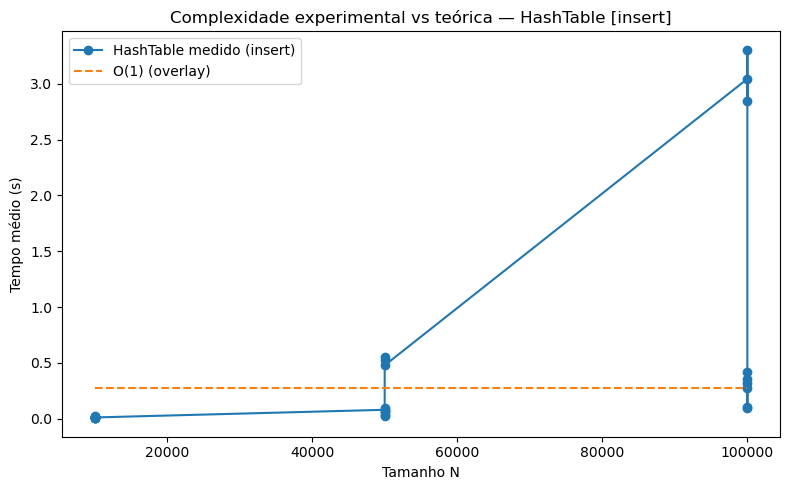 Complexidade experimental vs teórica — HashTable [insert]
HashTable medido (insert)
O(1) (overlay)
Tempo médio (s)
3.0
2.5
2.0
1.5
1.0
0.5
0.0
20000
40000
60000
80000
100000
Tamanho N